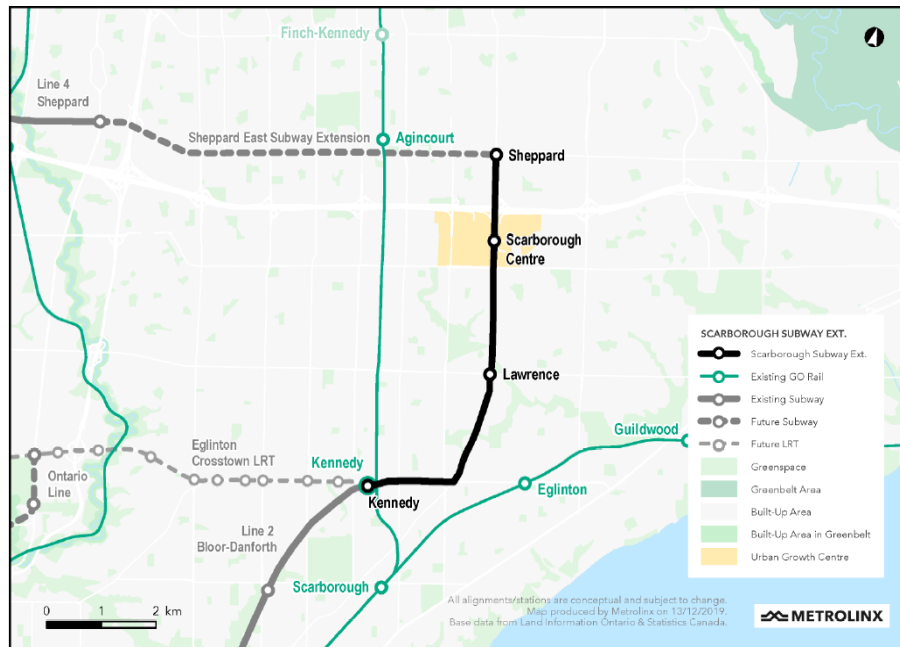 Finch-Kennedy
Line 4
Sheppard
Sheppard East Subway Extension
Agincourt
Sheppard
Scarborough
Centre
Lawrence
Guildwood
Eglinton
Crosstown LRT
Kennedy
Kennedy
Eglinton
Ontario
Line
Line 2
Bloor-Danforth
Scarborough
SCARBOROUGH SUBWAY EXT.
Scarborough Subway Ext.
Existing GO Rail
Existing Subway
Future Subway
Future LRT
Greenspace
Greenbelt Area
Built-Up Area
Built-Up Area in Greenbelt
Urban Growth Centre
0 1 2 km
All alignments/stations are conceptual and subject to change.
Map produced by Metrolinx on 13/12/2019.
Base data from Land Information Ontario & Statistics Canada.
METROLINX